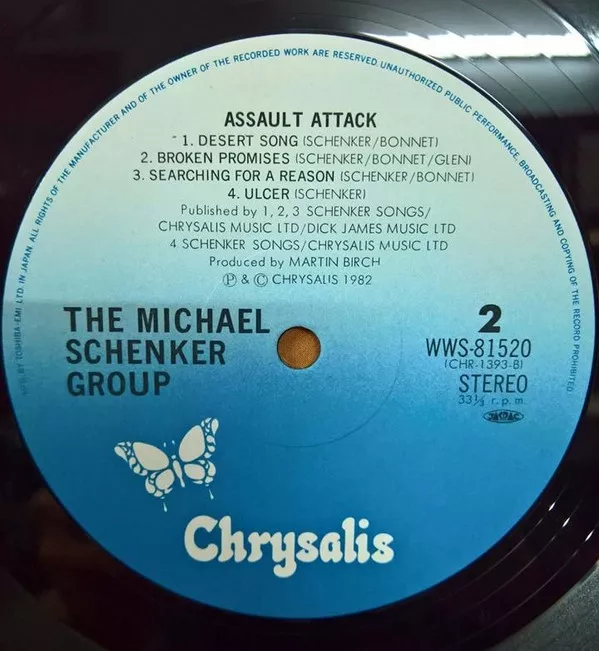 MFG. BY TOSHIBA-EMI LTD. IN JAPAN. ALL RIGHTS OF THE MANUFACTURER AND OF THE OWNER OF THE RECORDED WORK ARE RESERVED. UNAUTHORIZED PUBLIC PERFORMANCE, BROADCASTING AND COPYING OF THE RECORD PROHIBITED
ASSAULT ATTACK
1. DESERT SONG (SCHENKER/BONNET)
2. BROKEN PROMISES (SCHENKER/BONNET/GLEN)
3. SEARCHING FOR A REASON (SCHENKER/BONNET)
4. ULCER (SCHENKER)
Published by 1, 2, 3 SCHENKER SONGS/
CHRYSALIS MUSIC LTD/DICK JAMES MUSIC LTD
4 SCHENKER SONGS/CHRYSALIS MUSIC LTD
Produced by MARTIN BIRCH
Ⓟ & © CHRYSALIS 1982
THE MICHAEL
SCHENKER
GROUP
2
WWS-81520
(CHR-1393-B)
STEREO
33⅓ r.p.m.
JASRAC
Chrysalis